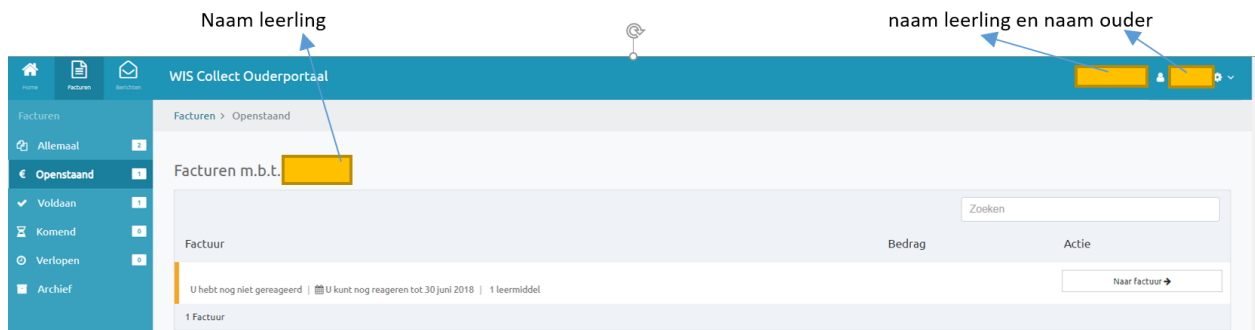 Naam leerling
naam leerling en naam ouder
Home Facturen Berichten WIS Collect Ouderportaal
Facturen
Facturen > Openstaand
Allemaal 2
€ Openstaand 1
Voldaan 1
Komend 0
Verlopen 0
Archief
Facturen m.b.t.
Zoeken
Factuur Bedrag Actie
U hebt nog niet gereageerd | U kunt nog reageren tot 30 juni 2018 | 1 leermiddel
Naar factuur →
1 Factuur